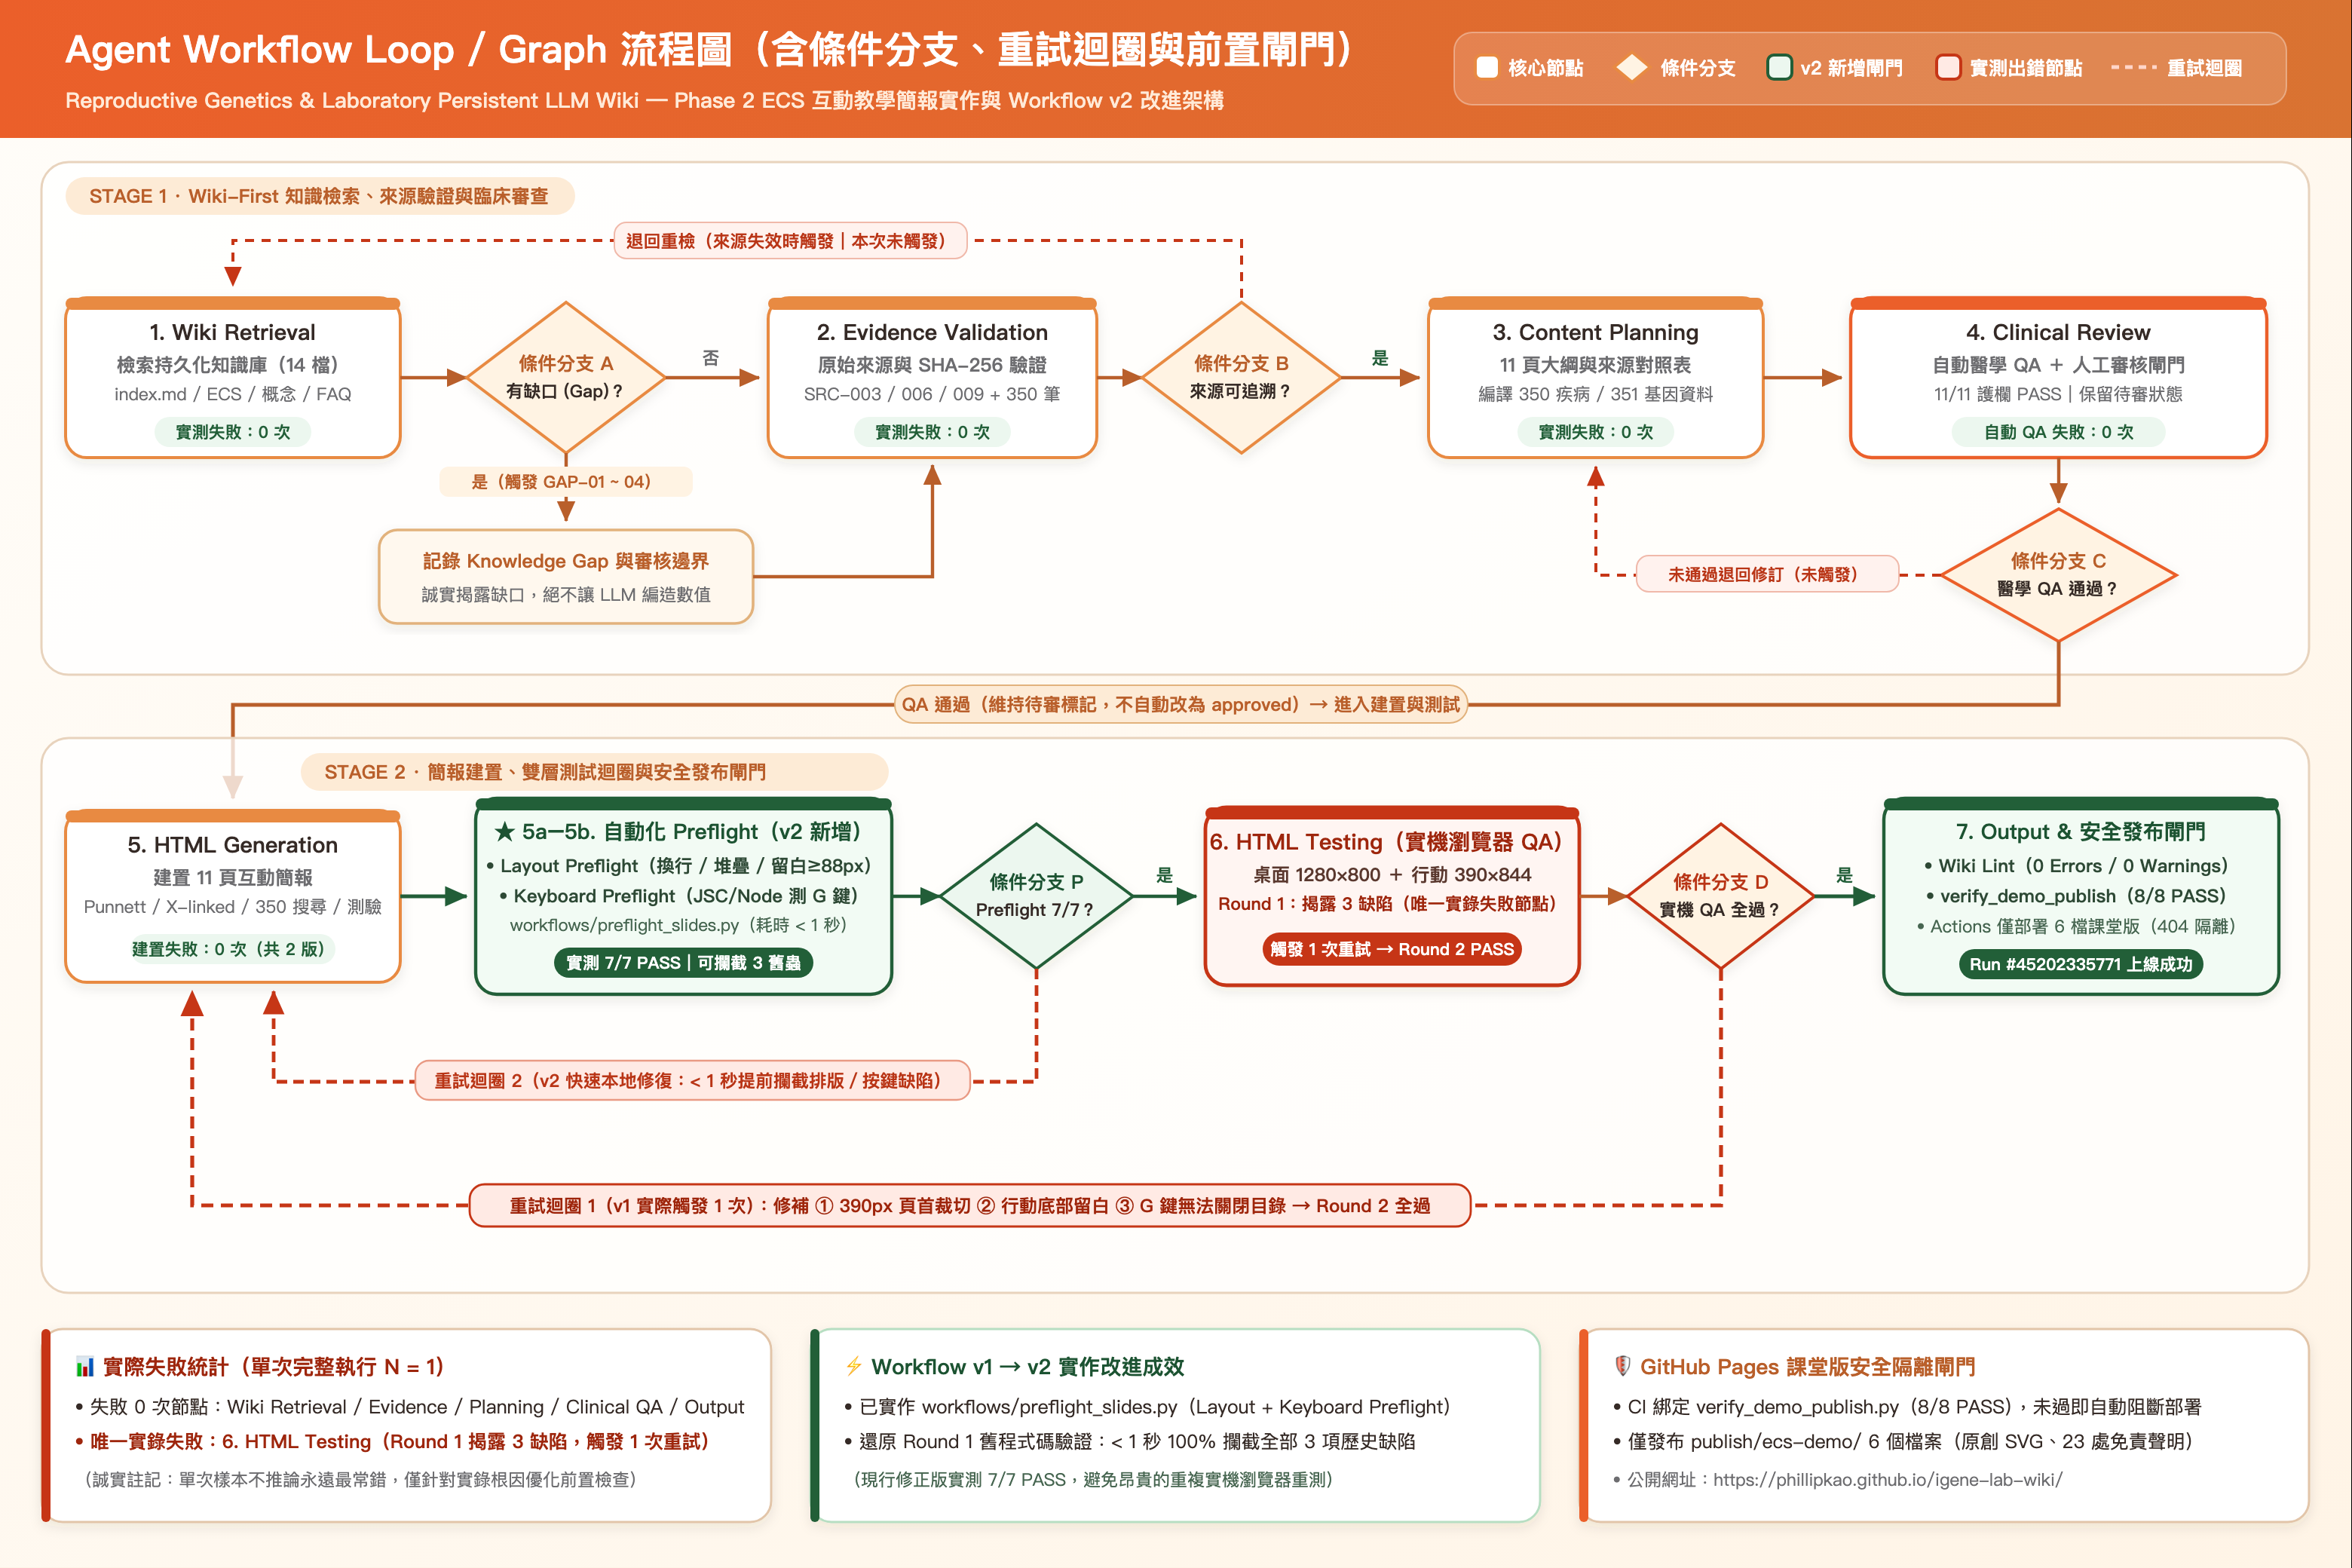 Agent Workflow Loop / Graph 流程圖（含條件分支、重試迴圈與前置閘門）
Reproductive Genetics & Laboratory Persistent LLM Wiki — Phase 2 ECS 互動教學簡報實作與 Workflow v2 改進架構
核心節點
條件分支
v2 新增閘門
實測出錯節點
重試迴圈
STAGE 1 · Wiki-First 知識檢索、來源驗證與臨床審查
退回重檢（來源失效時觸發｜本次未觸發）
1. Wiki Retrieval
檢索持久化知識庫（14 檔）
index.md / ECS / 概念 / FAQ
實測失敗：0 次
條件分支 A
有缺口 (Gap)？
否
2. Evidence Validation
原始來源與 SHA-256 驗證
SRC-003 / 006 / 009 + 350 筆
實測失敗：0 次
條件分支 B
來源可追溯？
是
3. Content Planning
11 頁大綱與來源對照表
編譯 350 疾病 / 351 基因資料
實測失敗：0 次
4. Clinical Review
自動醫學 QA ＋ 人工審核閘門
11/11 護欄 PASS｜保留待審狀態
自動 QA 失敗：0 次
是（觸發 GAP-01 ~ 04）
記錄 Knowledge Gap 與審核邊界
誠實揭露缺口，絕不讓 LLM 編造數值
未通過退回修訂（未觸發）
條件分支 C
醫學 QA 通過？
QA 通過（維持待審標記，不自動改為 approved）→ 進入建置與測試
STAGE 2 · 簡報建置、雙層測試迴圈與安全發布閘門
5. HTML Generation
建置 11 頁互動簡報
Punnett / X-linked / 350 搜尋 / 測驗
建置失敗：0 次（共 2 版）
★ 5a—5b. 自動化 Preflight（v2 新增）
• Layout Preflight（換行 / 堆疊 / 留白≥88px）
• Keyboard Preflight（JSC/Node 測 G 鍵）
workflows/preflight_slides.py（耗時 < 1 秒）
實測 7/7 PASS｜可攔截 3 舊蟲
條件分支 P
Preflight 7/7？
是
6. HTML Testing（實機瀏覽器 QA）
桌面 1280×800 ＋ 行動 390×844
Round 1：揭露 3 缺陷（唯一實錄失敗節點）
觸發 1 次重試 → Round 2 PASS
條件分支 D
實機 QA 全過？
是
7. Output & 安全發布閘門
• Wiki Lint（0 Errors / 0 Warnings）
• verify_demo_publish（8/8 PASS）
• Actions 僅部署 6 檔課堂版（404 隔離）
Run #45202335771 上線成功
重試迴圈 2（v2 快速本地修復：< 1 秒提前攔截排版 / 按鍵缺陷）
重試迴圈 1（v1 實際觸發 1 次）：修補 ① 390px 頁首裁切 ② 行動底部留白 ③ G 鍵無法關閉目錄 → Round 2 全過
📊 實際失敗統計（單次完整執行 N = 1）
• 失敗 0 次節點：Wiki Retrieval / Evidence / Planning / Clinical QA / Output
• 唯一實錄失敗：6. HTML Testing（Round 1 揭露 3 缺陷，觸發 1 次重試）
（誠實註記：單次樣本不推論永遠最常錯，僅針對實錄根因優化前置檢查）
⚡ Workflow v1 → v2 實作改進成效
• 已實作 workflows/preflight_slides.py（Layout + Keyboard Preflight）
• 還原 Round 1 舊程式碼驗證：< 1 秒 100% 攔截全部 3 項歷史缺陷
（現行修正版實測 7/7 PASS，避免昂貴的重複實機瀏覽器重測）
🛡️ GitHub Pages 課堂版安全隔離閘門
• CI 綁定 verify_demo_publish.py（8/8 PASS），未過即自動阻斷部署
• 僅發布 publish/ecs-demo/ 6 個檔案（原創 SVG、23 處免責聲明）
• 公開網址：https://phillipkao.github.io/igene-lab-wiki/